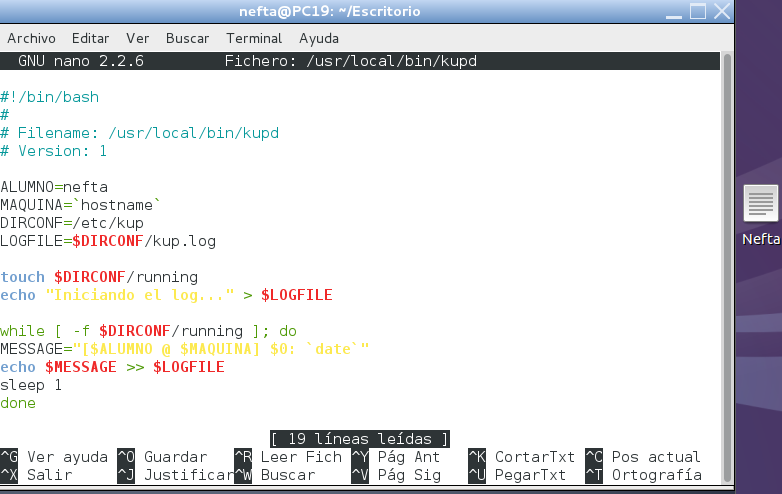 nefta@PC19: ~/Escritorio
Archivo Editar Ver Buscar Terminal Ayuda
GNU nano 2.2.6 Fichero: /usr/local/bin/kupd
#!/bin/bash
#
# Filename: /usr/local/bin/kupd
# Version: 1
ALUMNO=nefta
MAQUINA=`hostname`
DIRCONF=/etc/kup
LOGFILE=$DIRCONF/kup.log
touch $DIRCONF/running
echo "Iniciando el log..." > $LOGFILE
while [ -f $DIRCONF/running ]; do
MESSAGE="[$ALUMNO @ $MAQUINA] $0: `date`"
echo $MESSAGE >> $LOGFILE
sleep 1
done
[ 19 líneas leídas ]
^G Ver ayuda ^O Guardar ^R Leer Fich ^Y Pág Ant ^K CortarTxt ^C Pos actual
^X Salir ^J Justificar ^W Buscar ^V Pág Sig ^U PegarTxt ^T Ortografía
Nefta